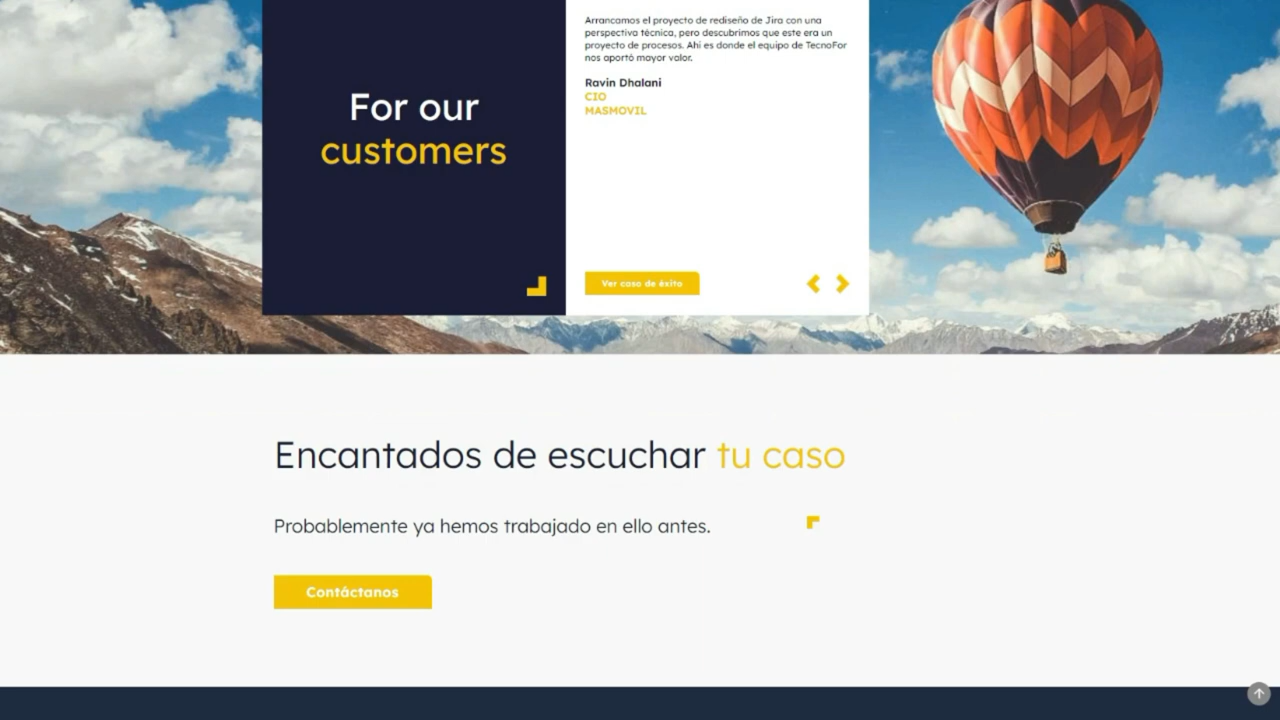 For our
customers
Arrancamos el proyecto de rediseño de Jira con una
perspectiva técnica, pero descubrimos que este era un
proyecto de procesos. Ahí es donde el equipo de TecnoFor
nos aportó mayor valor.
Ravin Dhalani
CIO
MASMOVIL
Ver caso de éxito
Encantados de escuchar tu caso
Probablemente ya hemos trabajado en ello antes.
Contáctanos